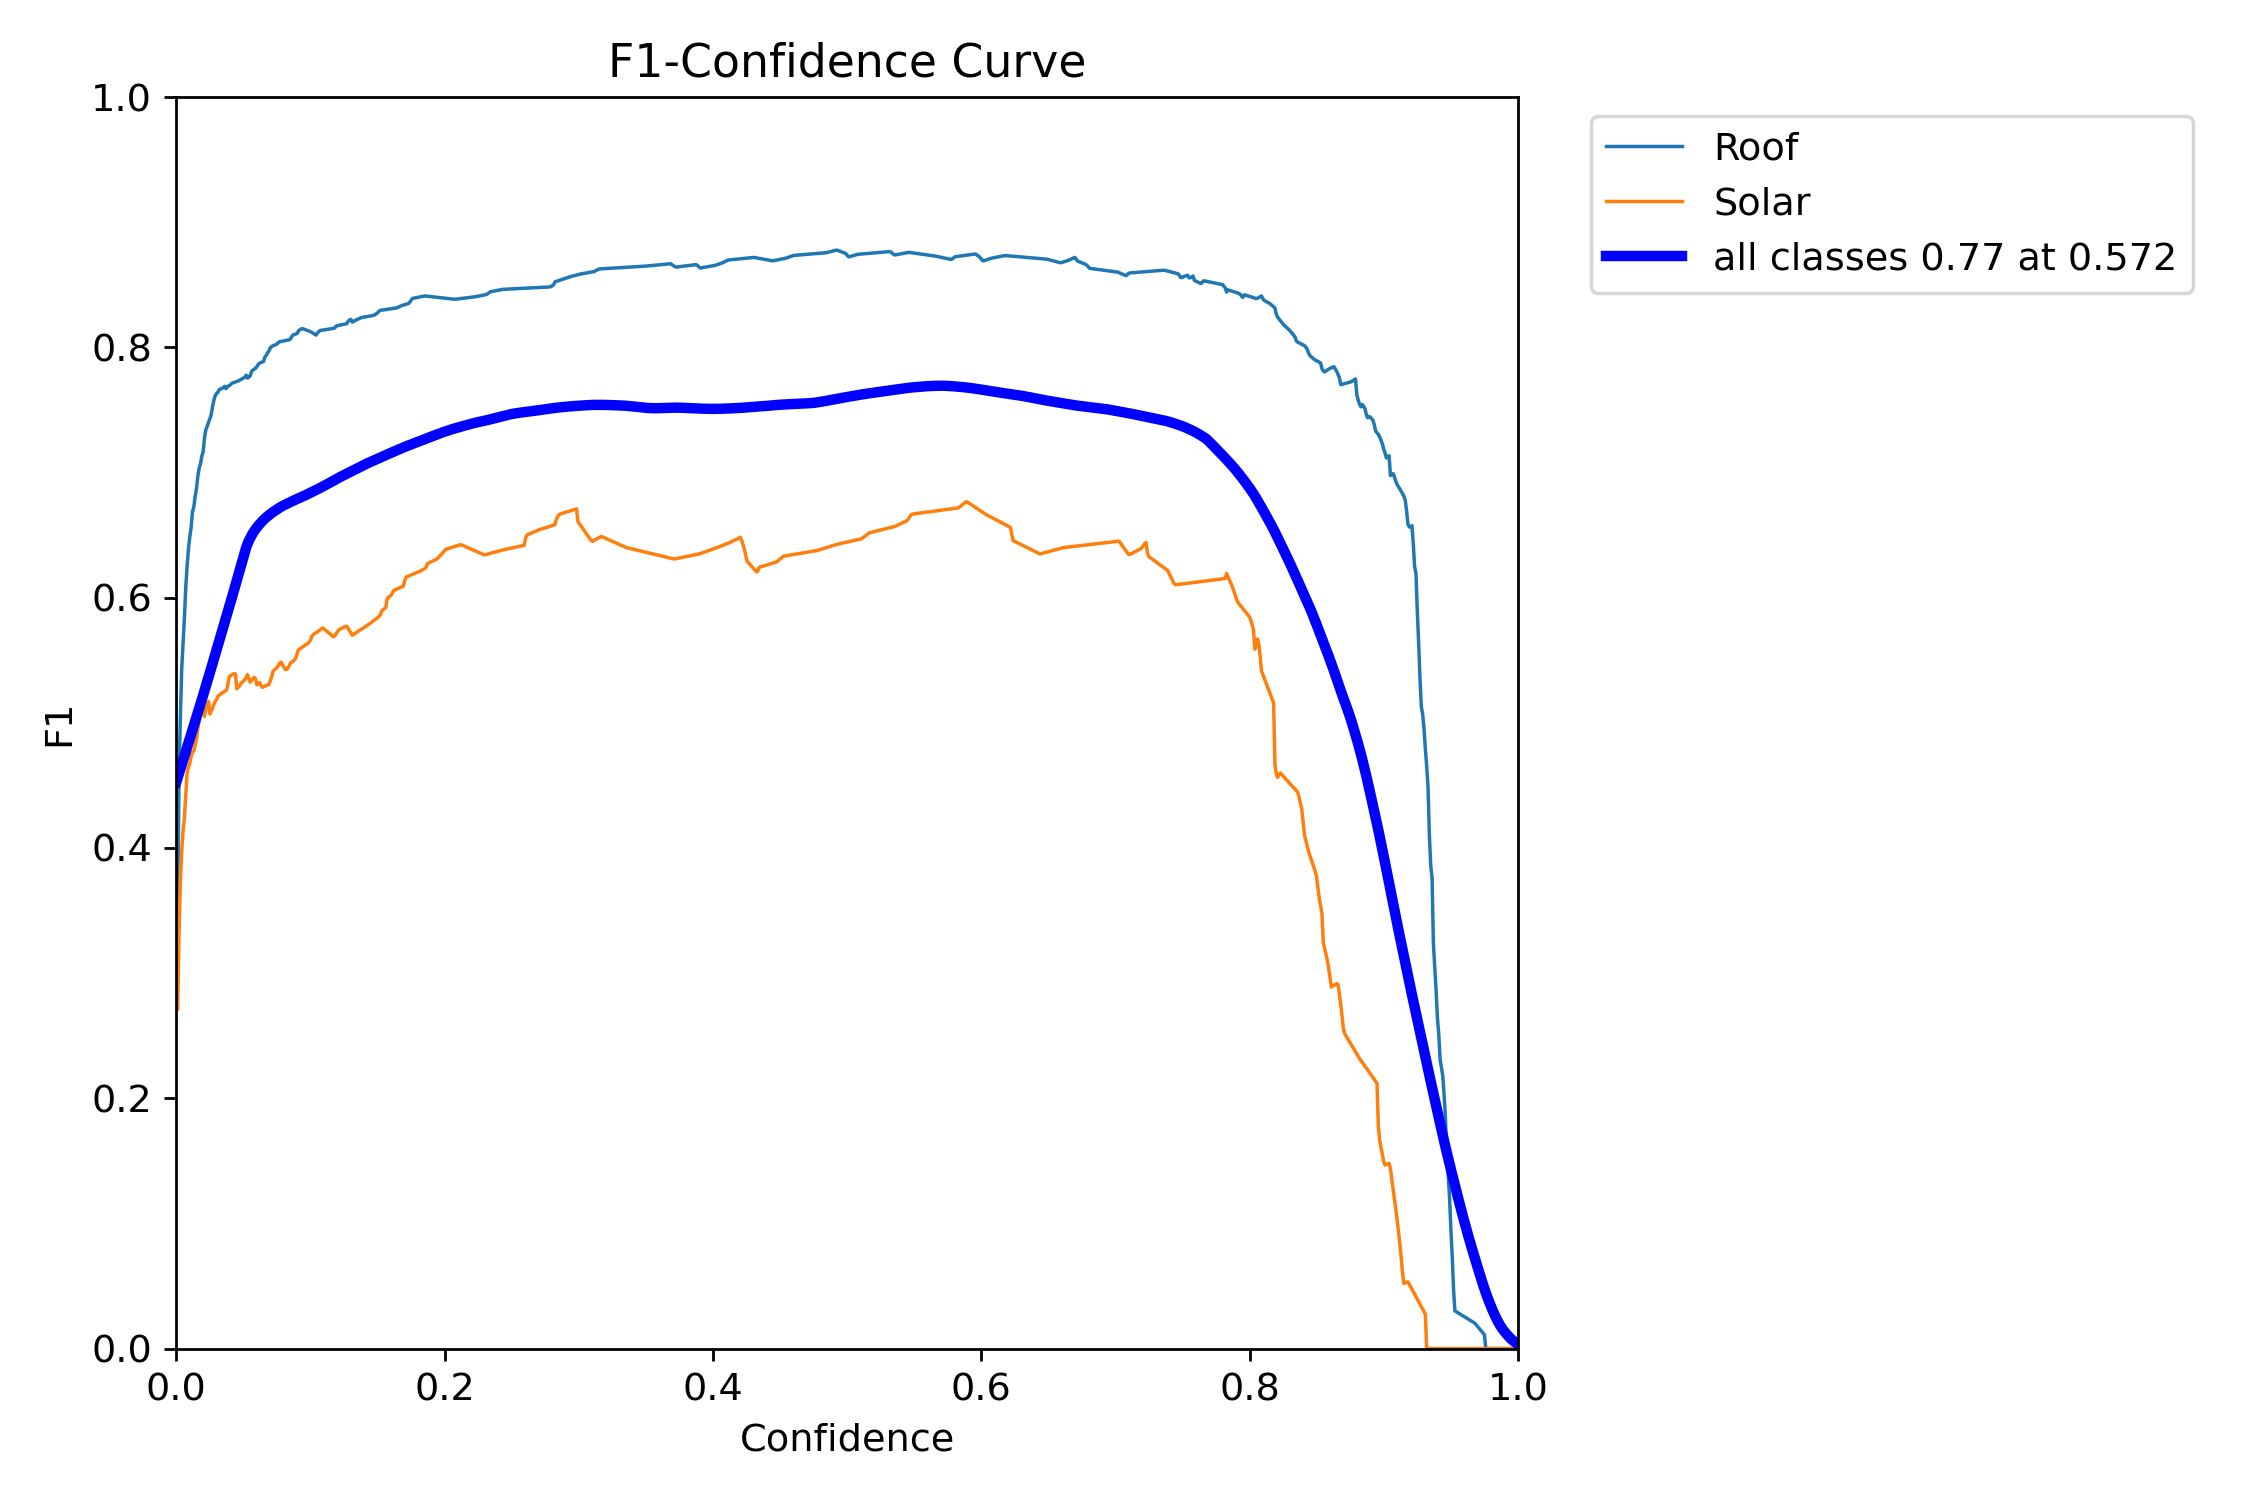 F1-Confidence Curve
1.0
0.8
0.6
0.4
0.2
0.0
F1
0.0 0.2 0.4 0.6 0.8 1.0
Confidence
Roof
Solar
all classes 0.77 at 0.572